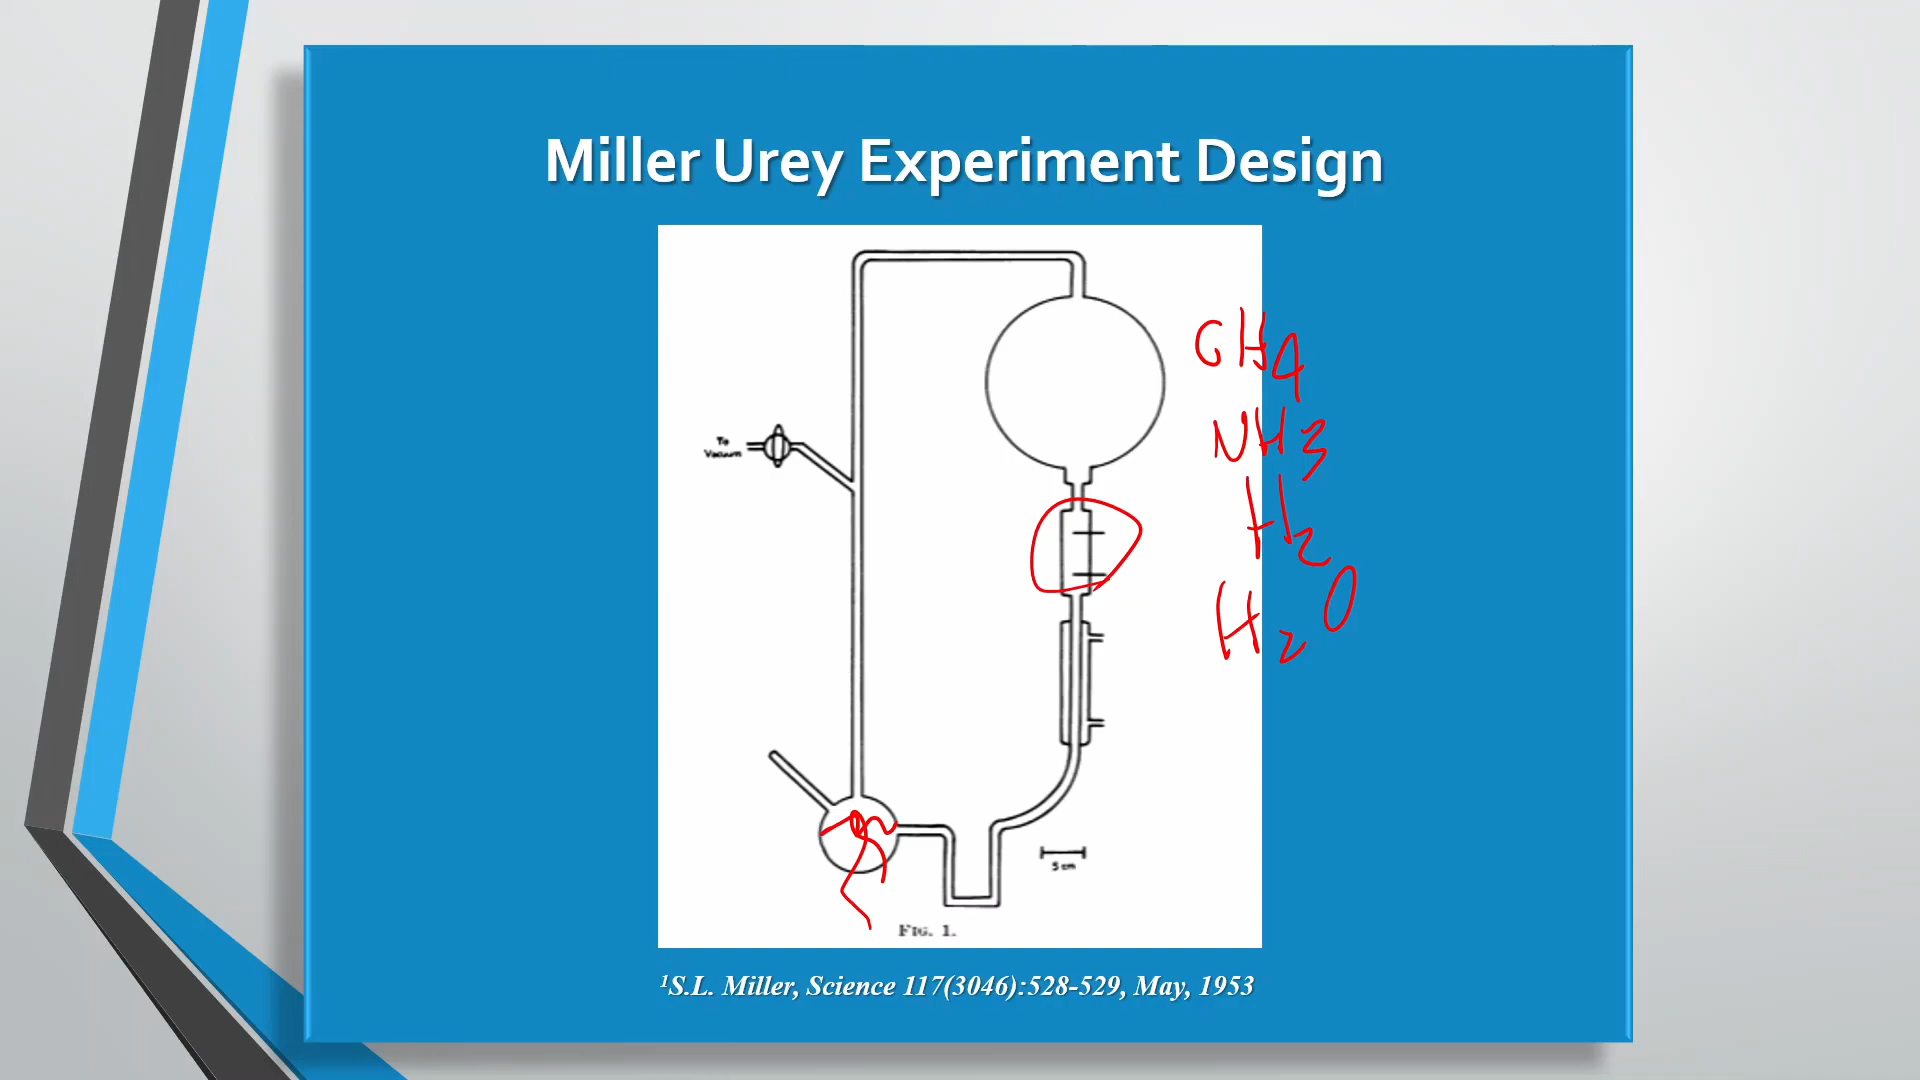 Miller Urey Experiment Design
CH4
NH3
To
Vacuum
H2
H2O
5 cm
FIG. 1.
¹S.L. Miller, Science 117(3046):528-529, May, 1953